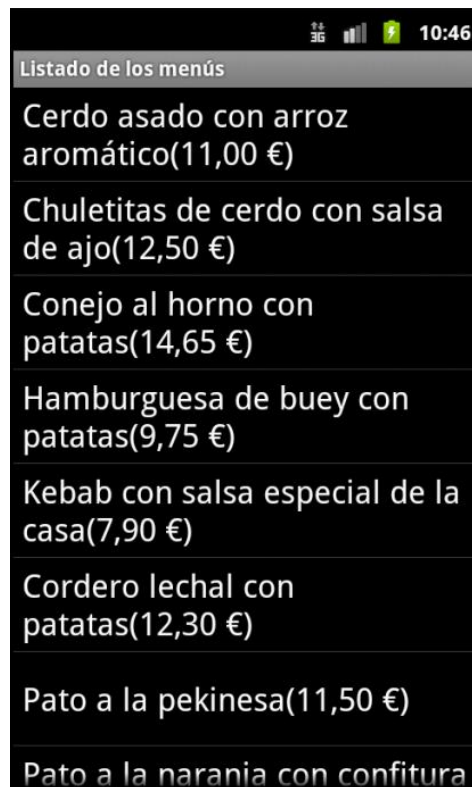 3G 10:46
Listado de los menús
Cerdo asado con arroz
aromático(11,00 €)
Chuletitas de cerdo con salsa
de ajo(12,50 €)
Conejo al horno con
patatas(14,65 €)
Hamburguesa de buey con
patatas(9,75 €)
Kebab con salsa especial de la
casa(7,90 €)
Cordero lechal con
patatas(12,30 €)
Pato a la pekinesa(11,50 €)
Pato a la naranja con confitura